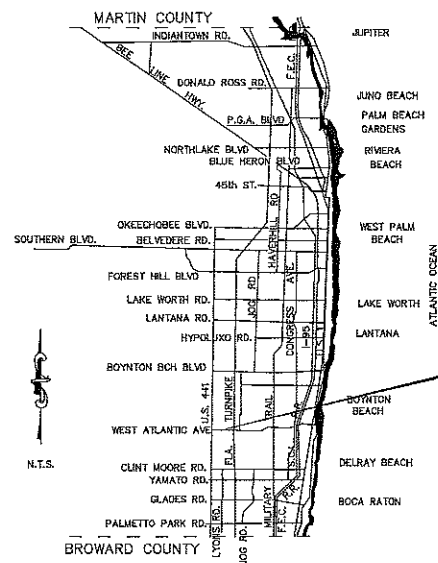 MARTIN COUNTY
INDIANTOWN RD.
JUPITER
BEE
LINE
HWY.
F.E.C.
DONALD ROSS RD.
JUNO BEACH
P.G.A. BLVD
PALM BEACH
GARDENS
NORTHLAKE BLVD
BLUE HERON BLVD
RIVIERA
BEACH
45th ST.
HAVERHILL RD
OKEECHOBEE BLVD.
WEST PALM
BEACH
BELVEDERE RD.
SOUTHERN BLVD.
FOREST HILL BLVD
JOG RD
CONGRESS AVE.
ATLANTIC OCEAN
LAKE WORTH RD.
LAKE WORTH
LANTANA RD.
LANTANA
HYPOLUXO RD.
I-95
U.S. 1
BOYNTON BCH BLVD
U.S. 441
FLA. TURNPIKE
MILITARY TRAIL
BOYNTON
BEACH
WEST ATLANTIC AVE
N.T.S.
CLINT MOORE RD.
DELRAY BEACH
YAMATO RD.
GLADES RD.
BOCA RATON
F.E.C. R.R.
PALMETTO PARK RD.
LYONS RD.
JOG RD.
BROWARD COUNTY